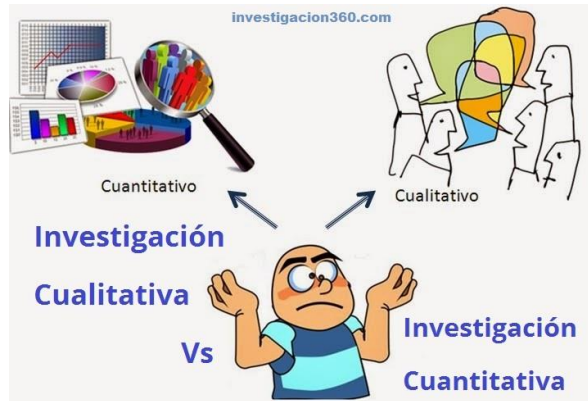 investigacion360.com
Cuantitativo
Cualitativo
Investigación
Cualitativa
Vs
Investigación
Cuantitativa